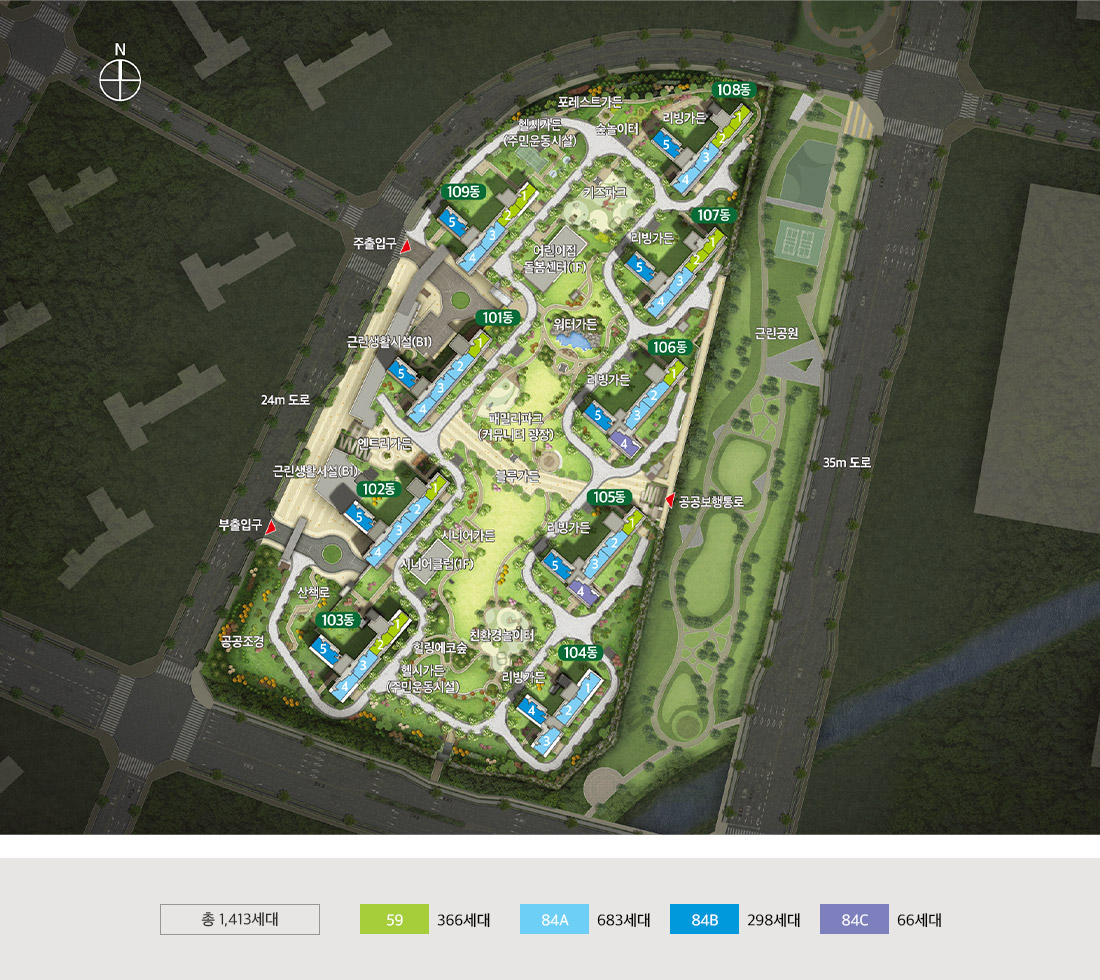 N
108동
포레스트가든
리빙가든
1
2
3
4
5
숲놀이터
헬시가든
(주민운동시설)
109동
1
2
3
4
5
키즈파크
107동
리빙가든
1
2
3
4
5
주출입구
어린이집
돌봄센터(1F)
101동
1
2
3
4
5
근린생활시설(B1)
워터가든
근린공원
106동
리빙가든
1
2
3
4
5
24m 도로
패밀리파크
(커뮤니티 광장)
엔트리가든
35m 도로
근린생활시설(B1)
블루가든
102동
1
2
3
4
5
105동
리빙가든
1
2
3
4
5
공공보행통로
부출입구
시니어가든
시니어클럽(1F)
산책로
103동
1
2
3
4
5
공공조경
친환경놀이터
힐링에코숲
헬시가든
(주민운동시설)
104동
리빙가든
1
2
3
4
총 1,413세대
59 366세대
84A 683세대
84B 298세대
84C 66세대